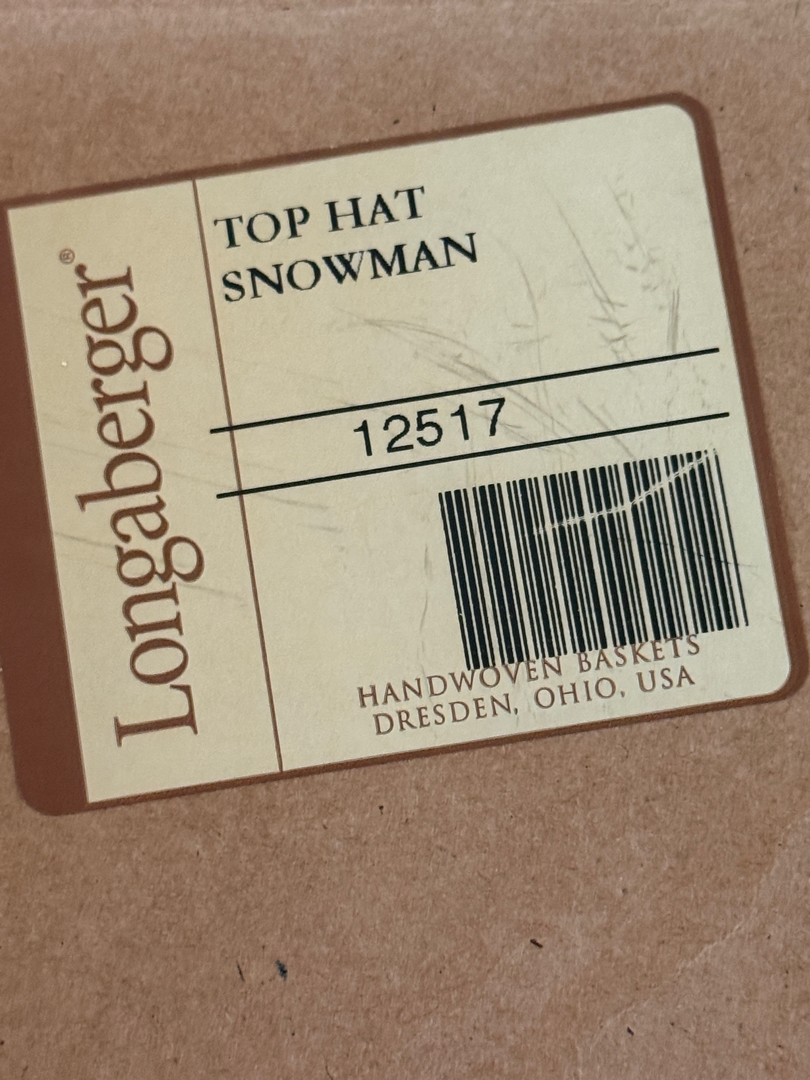 Longaberger®
TOP HAT
SNOWMAN
12517
HANDWOVEN BASKETS
DRESDEN, OHIO, USA